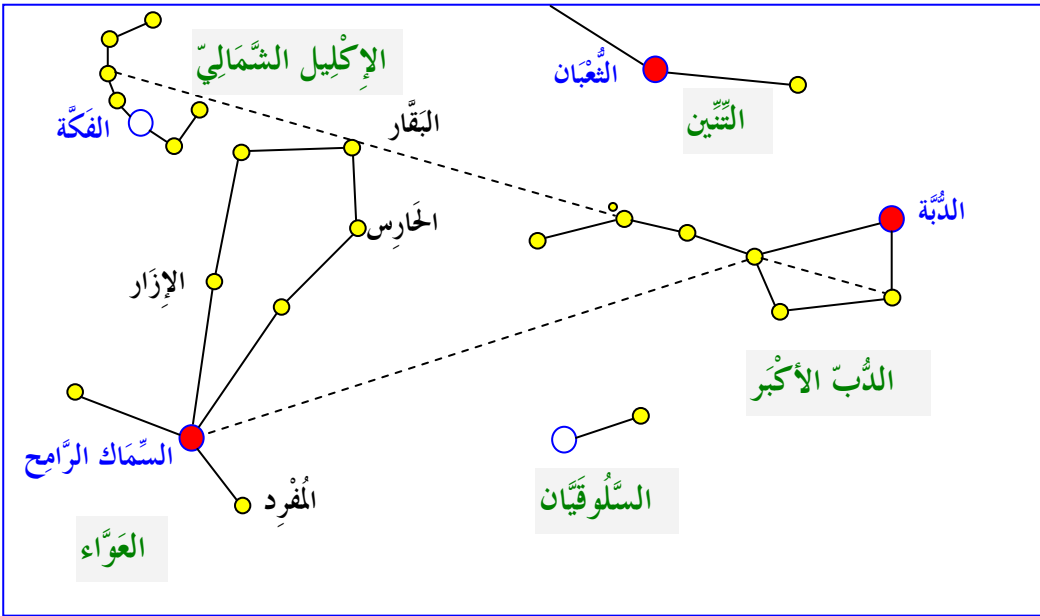 الإِكْلِيل الشَّمَالِيّ
الثُّعْبَان
التِّنِّين
الفَكَّة
البَقَّار
الدُّبَّة
الحَارِس
الإِزَار
الدُّبّ الأكْبَر
السِّمَاك الرَّامِح
السَّلُوقِيَّان
المُفْرِد
العَوَّاء